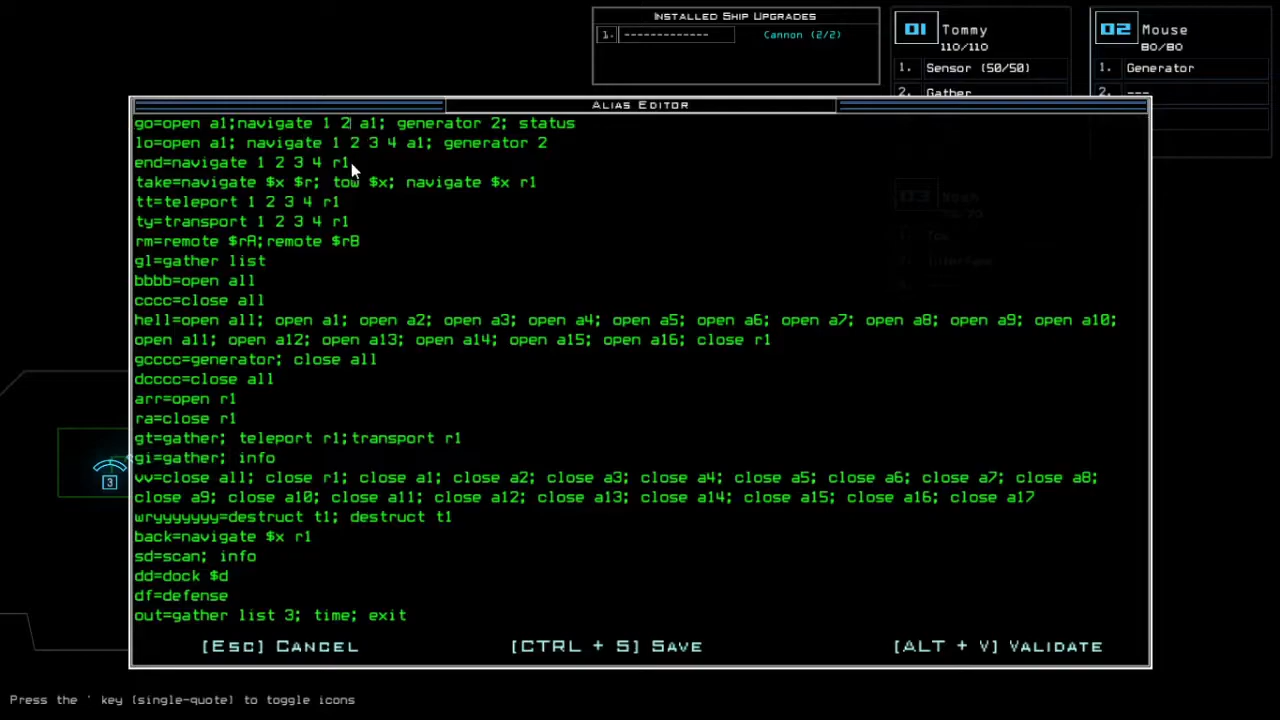 Installed Ship Upgrades
1. ------------- Cannon (2/2)
01 Tommy
110/110
1. Sensor (50/50)
2. Gather
02 Mouse
80/80
1. Generator
2. ---
Alias Editor
go=open a1;navigate 1 2 a1; generator 2; status
lo=open a1; navigate 1 2 3 4 a1; generator 2
end=navigate 1 2 3 4 r1
take=navigate $x $r; tow $x; navigate $x r1
tt=teleport 1 2 3 4 r1
ty=transport 1 2 3 4 r1
rm=remote $rA;remote $rB
gl=gather list
bbbb=open all
cccc=close all
hell=open all; open a1; open a2; open a3; open a4; open a5; open a6; open a7; open a8; open a9; open a10;
open a11; open a12; open a13; open a14; open a15; open a16; close r1
gcccc=generator; close all
dcccc=close all
arr=open r1
ra=close r1
gt=gather; teleport r1;transport r1
gi=gather; info
vv=close all; close r1; close a1; close a2; close a3; close a4; close a5; close a6; close a7; close a8;
close a9; close a10; close a11; close a12; close a13; close a14; close a15; close a16; close a17
wryyyyyyy=destruct t1; destruct t1
back=navigate $x r1
sd=scan; info
dd=dock $d
df=defense
out=gather list 3; time; exit
[Esc] Cancel [CTRL + S] Save [ALT + V] Validate
03
Tow
Interface
3
Press the ' key (single-quote) to toggle icons